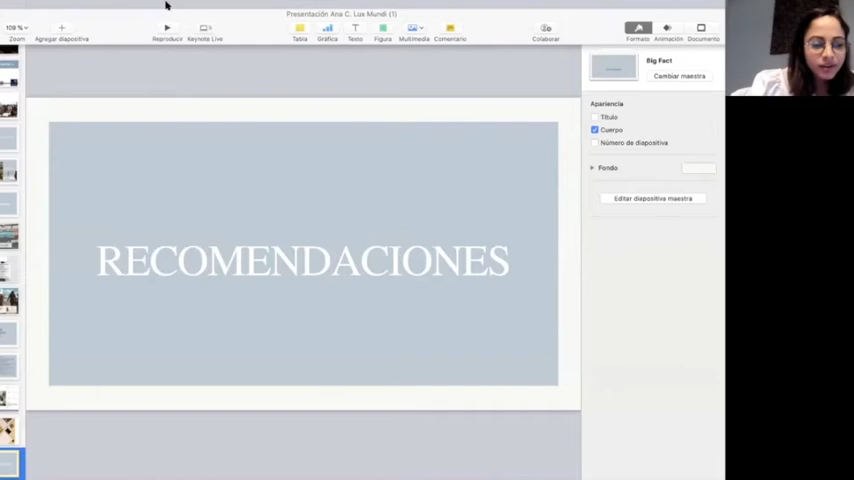 Presentación Ana C. Lux Mundi (1)
109 %
Zoom
Agregar diapositiva
Reproducir
Keynote Live
Tabla
Gráfica
Texto
Figura
Multimedia
Comentario
Colaborar
Formato
Animación
Documento
RECOMENDACIONES
Big Fact
Cambiar maestra
Apariencia
Título
Cuerpo
Número de diapositiva
Fondo
Editar diapositiva maestra